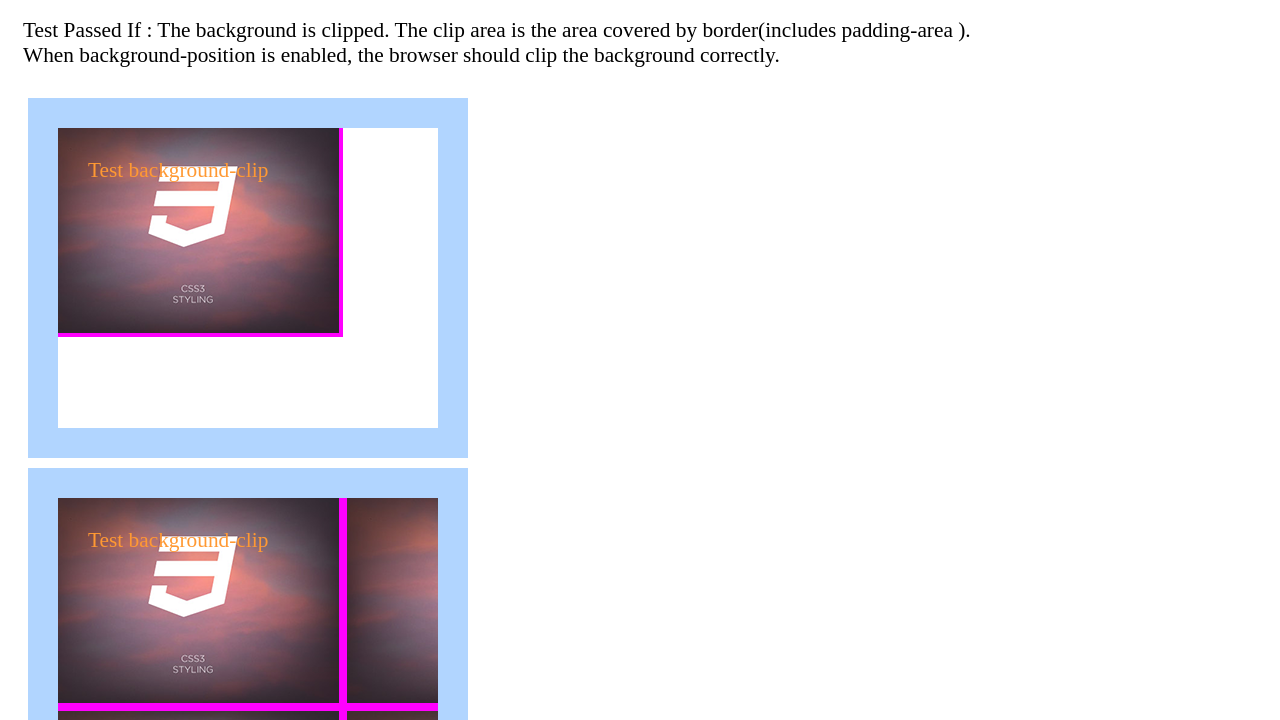 Test Passed If : The background is clipped. The clip area is the area covered by border(includes padding-area ).
When background-position is enabled, the browser should clip the background correctly.
Test background-clip
CSS3
STYLING
Test background-clip
CSS3
STYLING